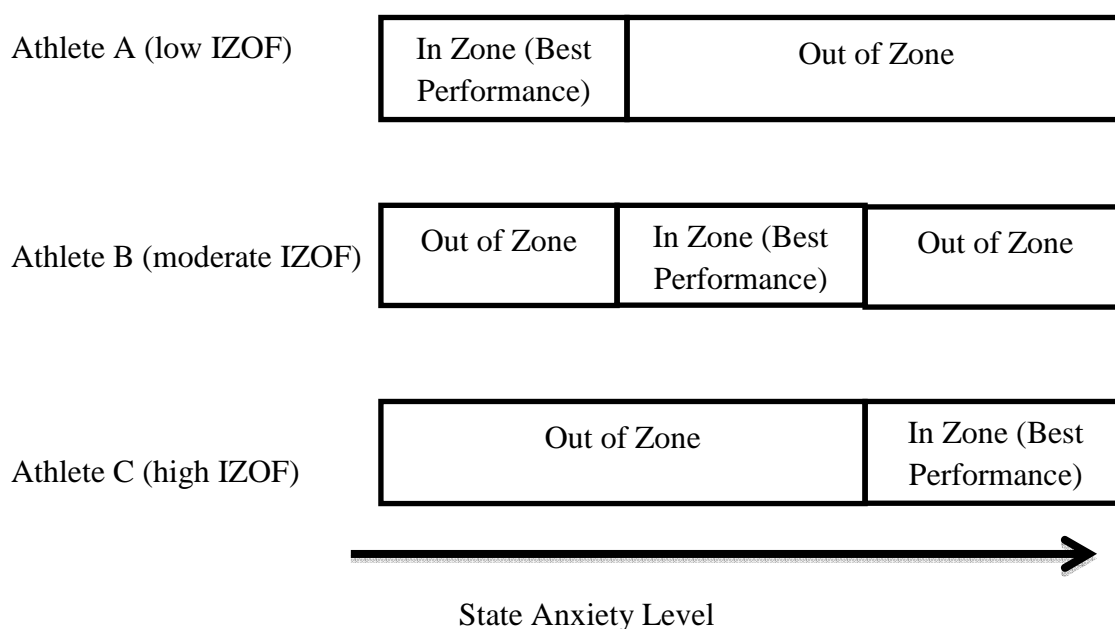 Athlete A (low IZOF)
In Zone (Best
Performance)
Out of Zone
Athlete B (moderate IZOF)
Out of Zone
In Zone (Best
Performance)
Out of Zone
Athlete C (high IZOF)
Out of Zone
In Zone (Best
Performance)
State Anxiety Level